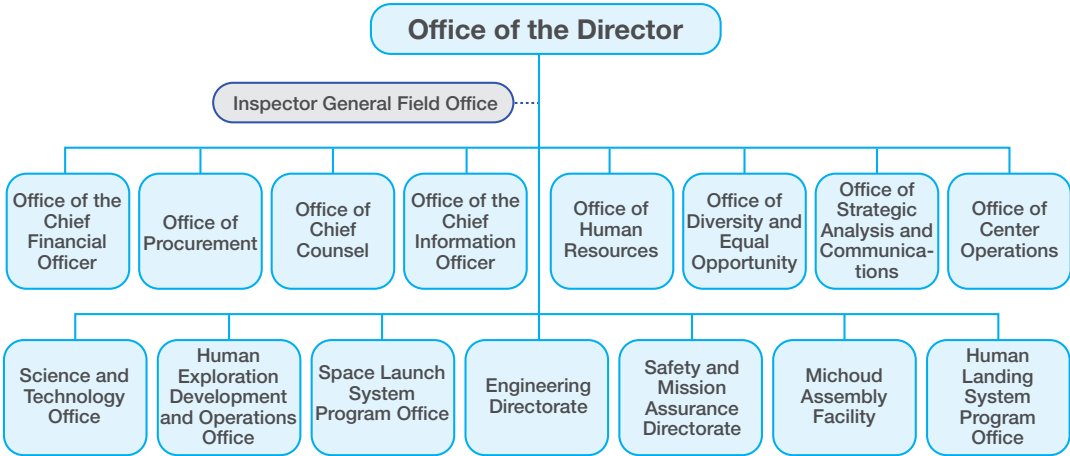 Office of the Director
Inspector General Field Office
Office of the
Chief
Financial
Officer
Office of
Procurement
Office of
Chief
Counsel
Office of the
Chief
Information
Officer
Office of
Human
Resources
Office of
Diversity and
Equal
Opportunity
Office of
Strategic
Analysis and
Communica-
tions
Office of
Center
Operations
Science and
Technology
Office
Human
Exploration
Development
and Operations
Office
Space Launch
System
Program Office
Engineering
Directorate
Safety and
Mission
Assurance
Directorate
Michoud
Assembly
Facility
Human
Landing
System
Program
Office